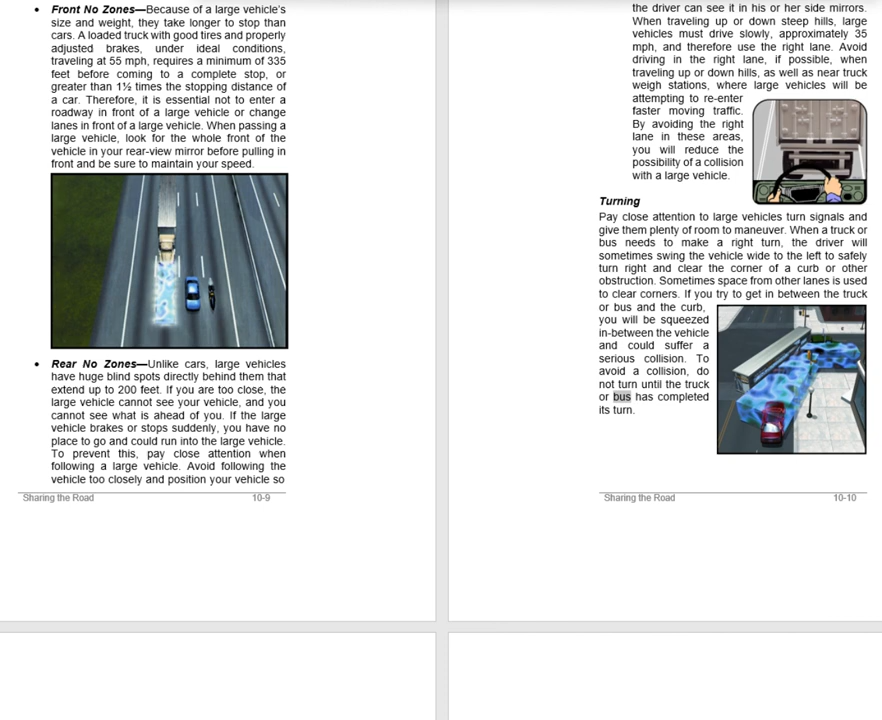 • Front No Zones—Because of a large vehicle's
size and weight, they take longer to stop than
cars. A loaded truck with good tires and properly
adjusted brakes, under ideal conditions,
traveling at 55 mph, requires a minimum of 335
feet before coming to a complete stop, or
greater than 1½ times the stopping distance of
a car. Therefore, it is essential not to enter a
roadway in front of a large vehicle or change
lanes in front of a large vehicle. When passing a
large vehicle, look for the whole front of the
vehicle in your rear-view mirror before pulling in
front and be sure to maintain your speed.
• Rear No Zones—Unlike cars, large vehicles
have huge blind spots directly behind them that
extend up to 200 feet. If you are too close, the
large vehicle cannot see your vehicle, and you
cannot see what is ahead of you. If the large
vehicle brakes or stops suddenly, you have no
place to go and could run into the large vehicle.
To prevent this, pay close attention when
following a large vehicle. Avoid following the
vehicle too closely and position your vehicle so
Sharing the Road 10-9
the driver can see it in his or her side mirrors.
When traveling up or down steep hills, large
vehicles must drive slowly, approximately 35
mph, and therefore use the right lane. Avoid
driving in the right lane, if possible, when
traveling up or down hills, as well as near truck
weigh stations, where large vehicles will be
attempting to re-enter
faster moving traffic.
By avoiding the right
lane in these areas,
you will reduce the
possibility of a collision
with a large vehicle.
Turning
Pay close attention to large vehicles turn signals and
give them plenty of room to maneuver. When a truck or
bus needs to make a right turn, the driver will
sometimes swing the vehicle wide to the left to safely
turn right and clear the corner of a curb or other
obstruction. Sometimes space from other lanes is used
to clear corners. If you try to get in between the truck
or bus and the curb,
you will be squeezed
in-between the vehicle
and could suffer a
serious collision. To
avoid a collision, do
not turn until the truck
or bus has completed
its turn.
Sharing the Road 10-10